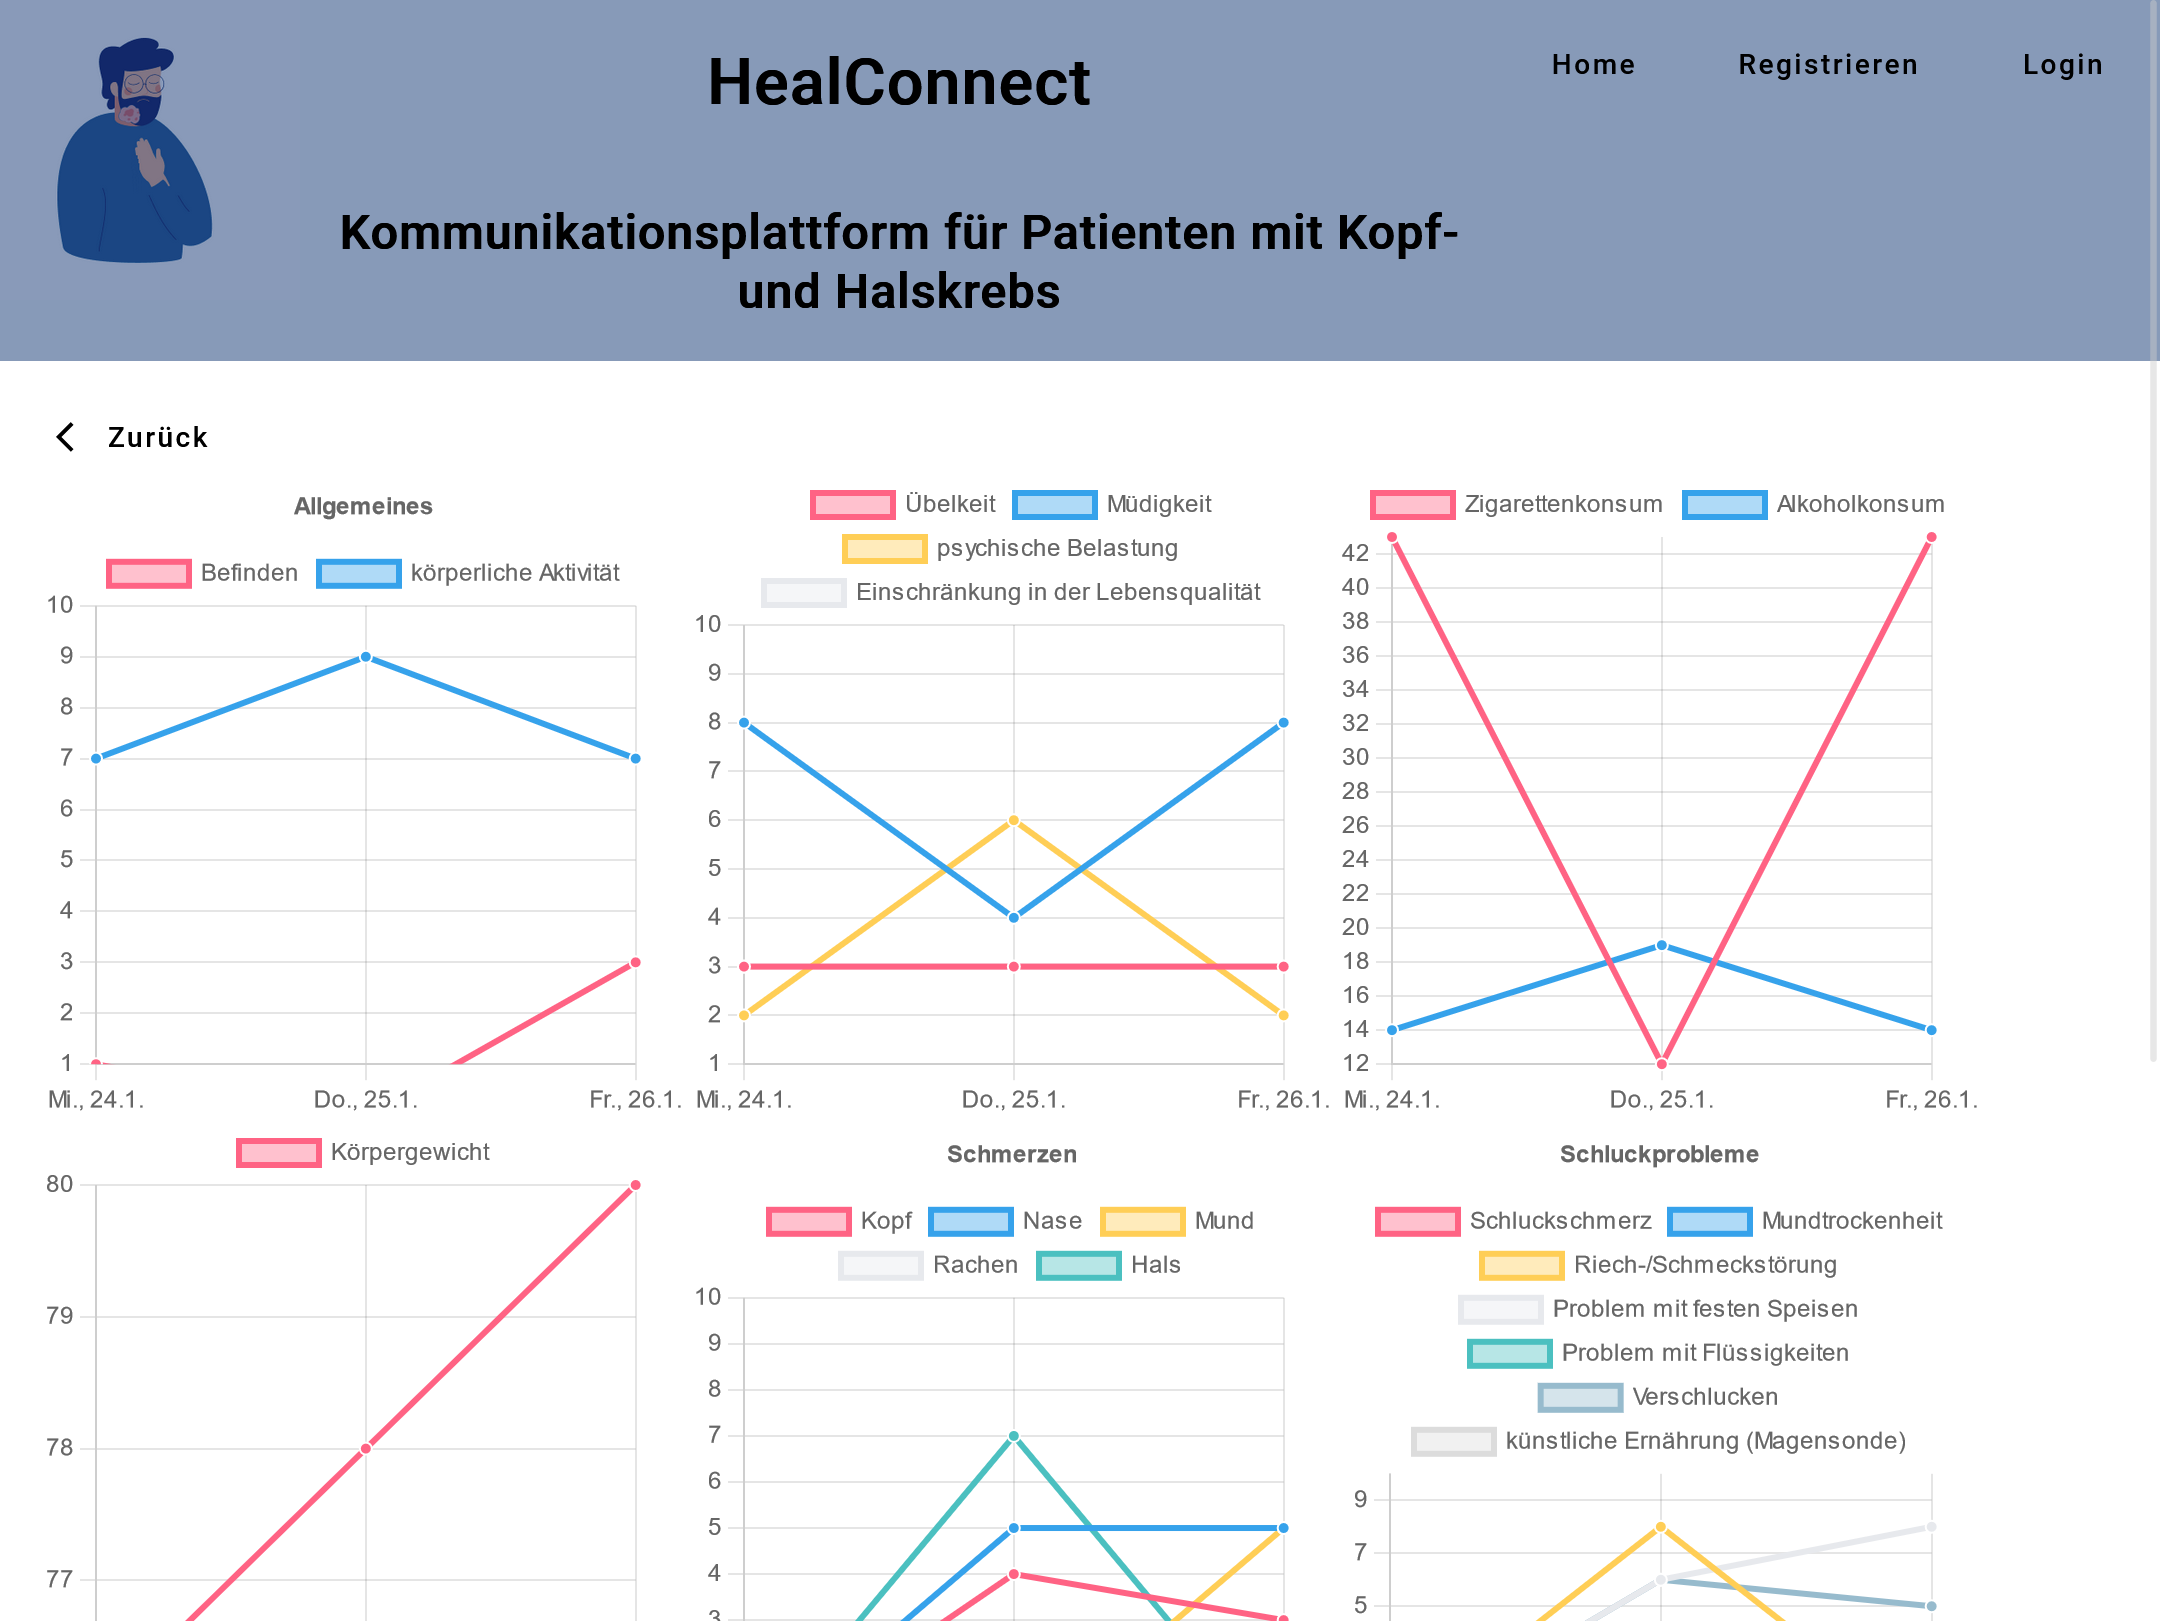 HealConnect
Home Registrieren Login
Kommunikationsplattform für Patienten mit Kopf-
und Halskrebs
Zurück
Allgemeines
Befinden körperliche Aktivität
10
9
8
7
6
5
4
3
2
1
Mi., 24.1. Do., 25.1. Fr., 26.1.
Übelkeit Müdigkeit
psychische Belastung
Einschränkung in der Lebensqualität
10
9
8
7
6
5
4
3
2
1
Mi., 24.1. Do., 25.1. Fr., 26.1.
Zigarettenkonsum Alkoholkonsum
42
40
38
36
34
32
30
28
26
24
22
20
18
16
14
12
Mi., 24.1. Do., 25.1. Fr., 26.1.
Körpergewicht
80
79
78
77
Schmerzen
Kopf Nase Mund
Rachen Hals
10
9
8
7
6
5
4
3
Schluckprobleme
Schluckschmerz Mundtrockenheit
Riech-/Schmeckstörung
Problem mit festen Speisen
Problem mit Flüssigkeiten
Verschlucken
künstliche Ernährung (Magensonde)
9
7
5